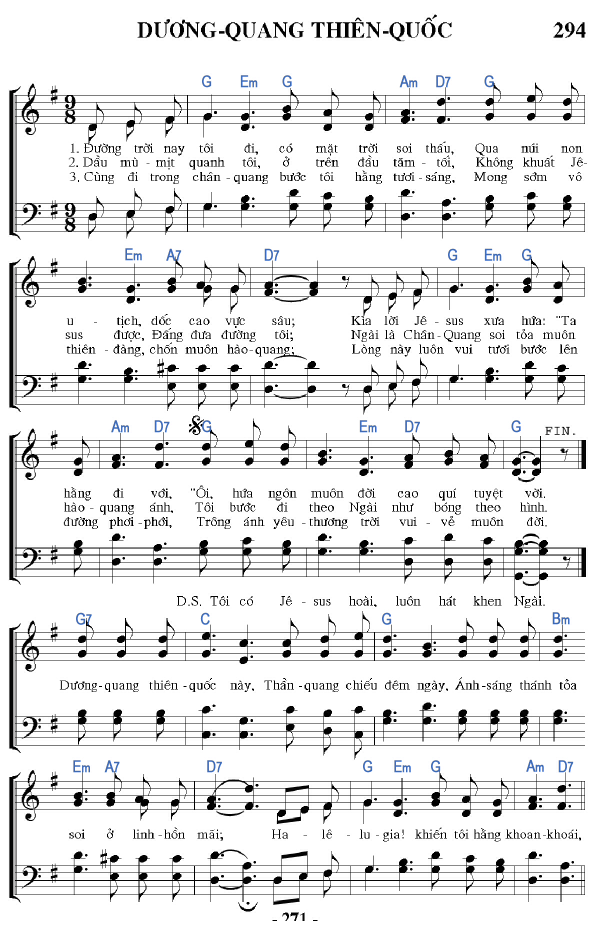 DƯƠNG-QUANG THIÊN-QUỐC 294
G Em G Am D7 G
1. Đường trời nay tôi đi, có mặt trời soi thấu, Qua núi non
2. Dẩu mù-mịt quanh tôi, ở trên đầu tăm-tối, Không khuất Jê-
3. Cùng đi trong chân-quang bước tôi hằng tươi-sáng, Mong sớm vô
Em A7 D7 G Em G
u-tịch, dốc cao vực sâu; Kìa lời Jê-sus xưa hứa: "Ta
sus được, Đấng đưa đường tôi; Ngài là Chân-Quang soi tỏa muôn
thiên-đàng, chốn muôn hào-quang; Lòng này luôn vui tươi bước lên
Am D7 G Em D7 G FIN.
hằng đi với, "Ôi, hứa ngôn muôn đời cao quí tuyệt vời.
hào-quang ánh, Tôi bước đi theo Ngài như bóng theo hình.
đường phơi-phới, Trông ánh yêu-thương trời vui-vẻ muôn đời.
D.S. Tôi có Jê-sus hoài, luôn hát khen Ngài.
G7 C G Bm
Dương-quang thiên-quốc này, Thần-quang chiếu đêm ngày, Ánh-sáng thánh tỏa
Em A7 D7 G Em G Am D7
soi ở linh-hồn mãi; Ha-lê-lu-gia! khiến tôi hằng khoan-khoái,
- 271 -